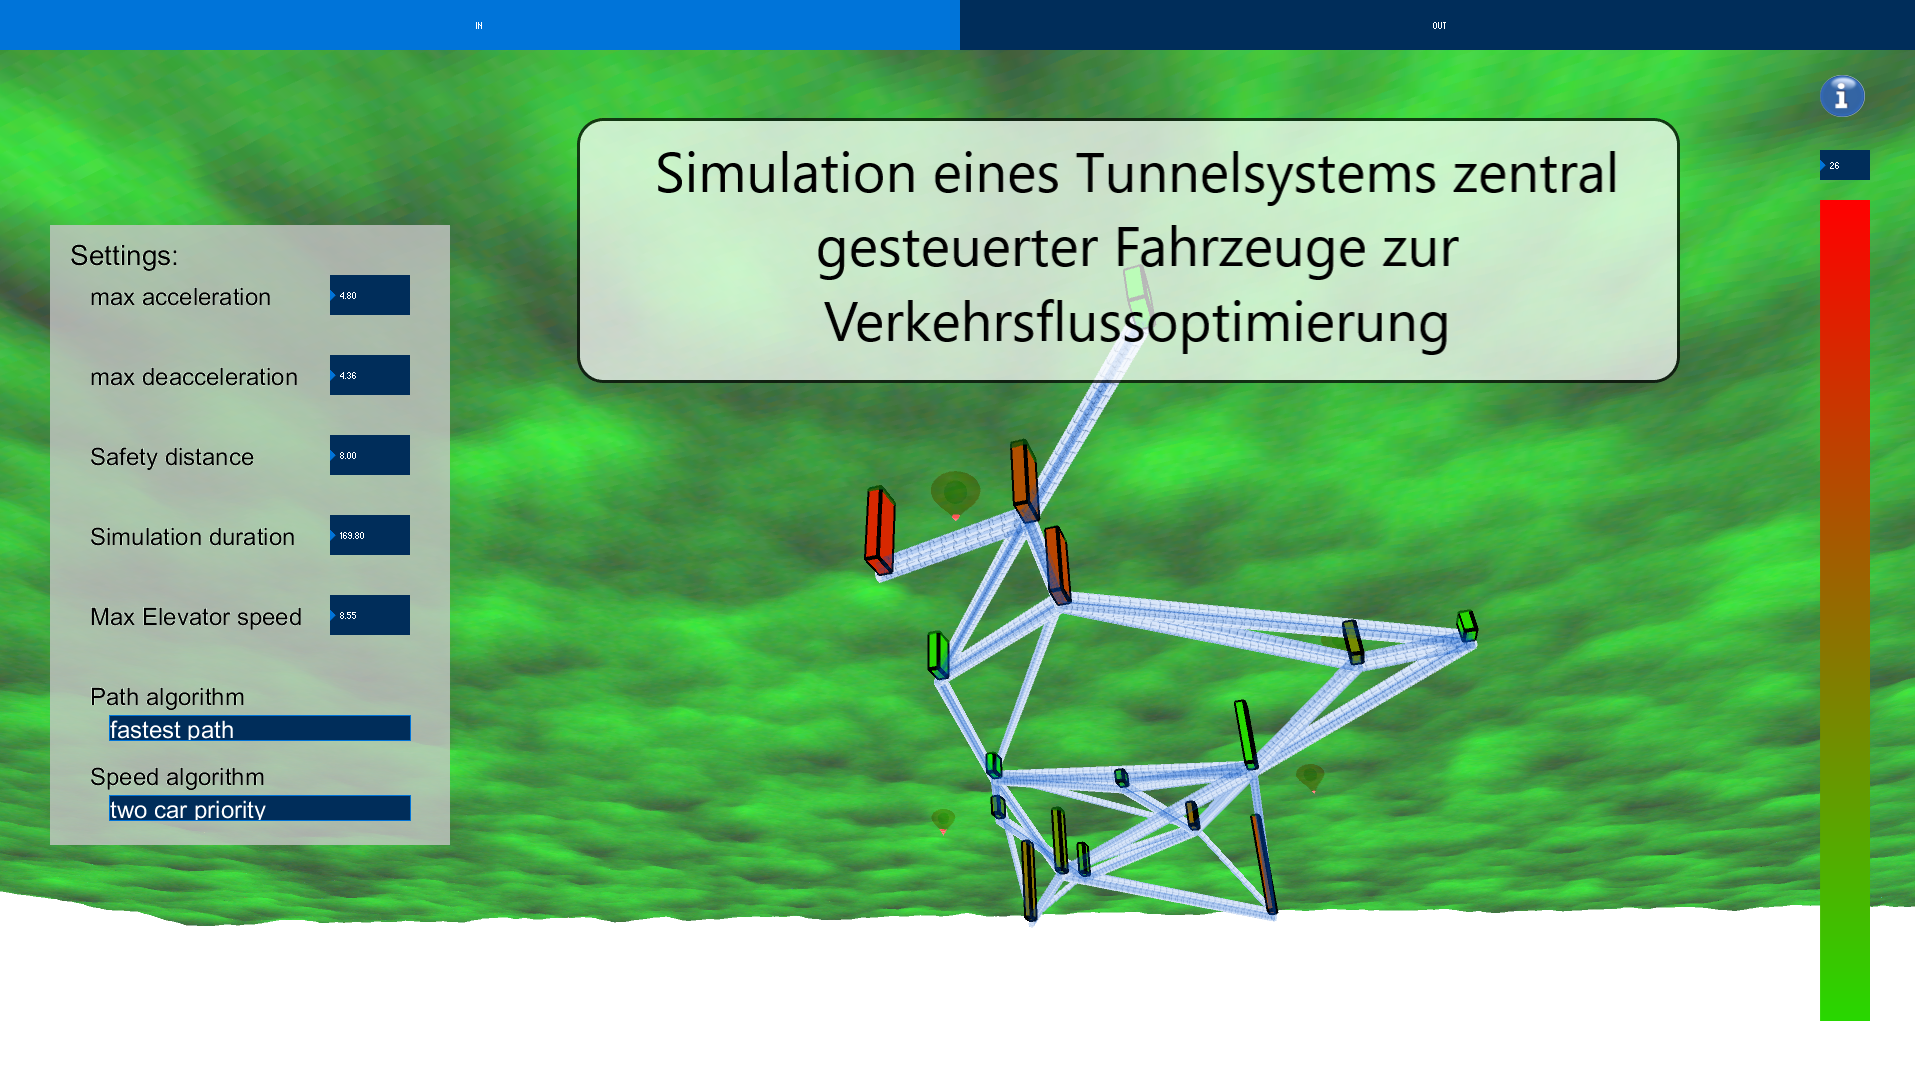 IN
OUT
i
26
Simulation eines Tunnelsystems zentral
gesteuerter Fahrzeuge zur
Verkehrsflussoptimierung
Settings:
max acceleration 4.80
max deacceleration 4.36
Safety distance 8.00
Simulation duration 169.80
Max Elevator speed 8.55
Path algorithm
fastest path
Speed algorithm
two car priority